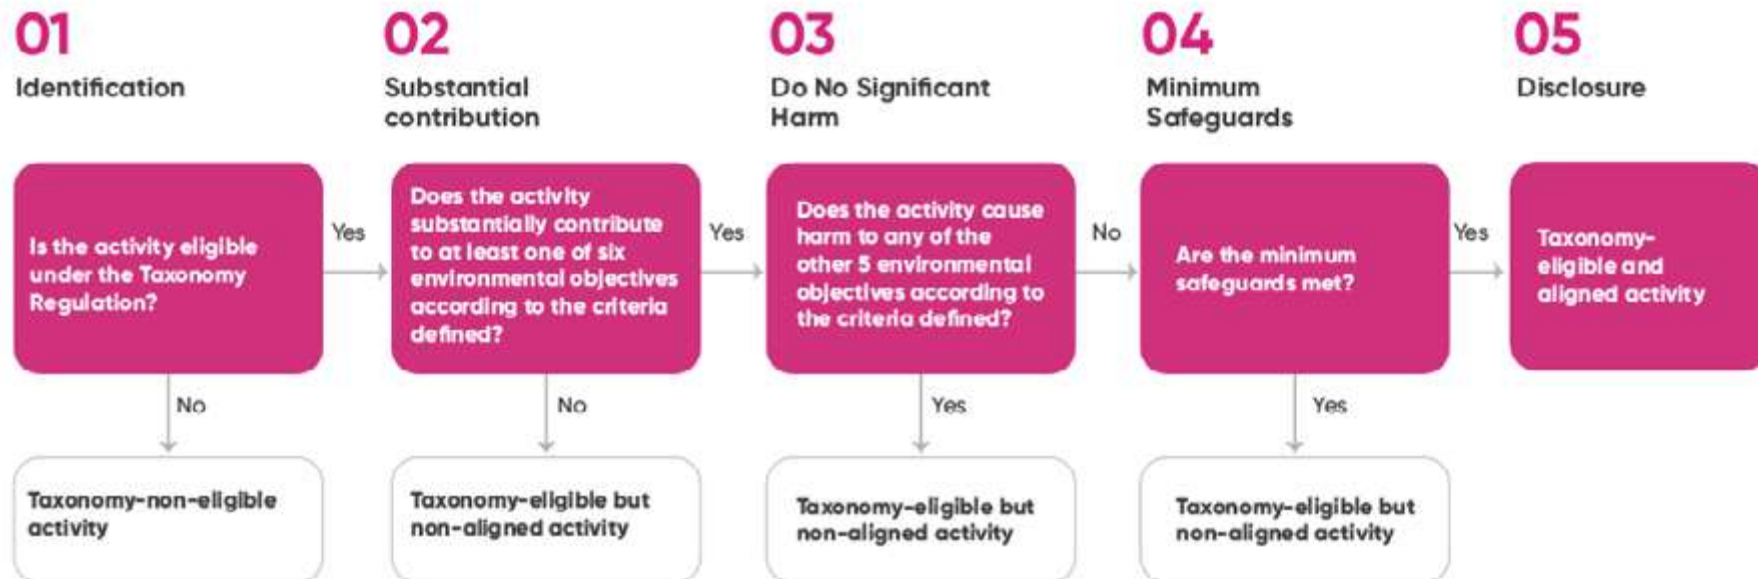 01
Identification
02
Substantial
contribution
03
Do No Significant
Harm
04
Minimum
Safeguards
05
Disclosure
Is the activity eligible
under the Taxonomy
Regulation?
Yes
Does the activity
substantially contribute
to at least one of six
environmental objectives
according to the criteria
defined?
Yes
Does the activity cause
harm to any of the
other 5 environmental
objectives according to
the criteria defined?
No
Are the minimum
safeguards met?
Yes
Taxonomy-
eligible and
aligned activity
No
No
Yes
Yes
Taxonomy-non-eligible
activity
Taxonomy-eligible but
non-aligned activity
Taxonomy-eligible but
non-aligned activity
Taxonomy-eligible but
non-aligned activity